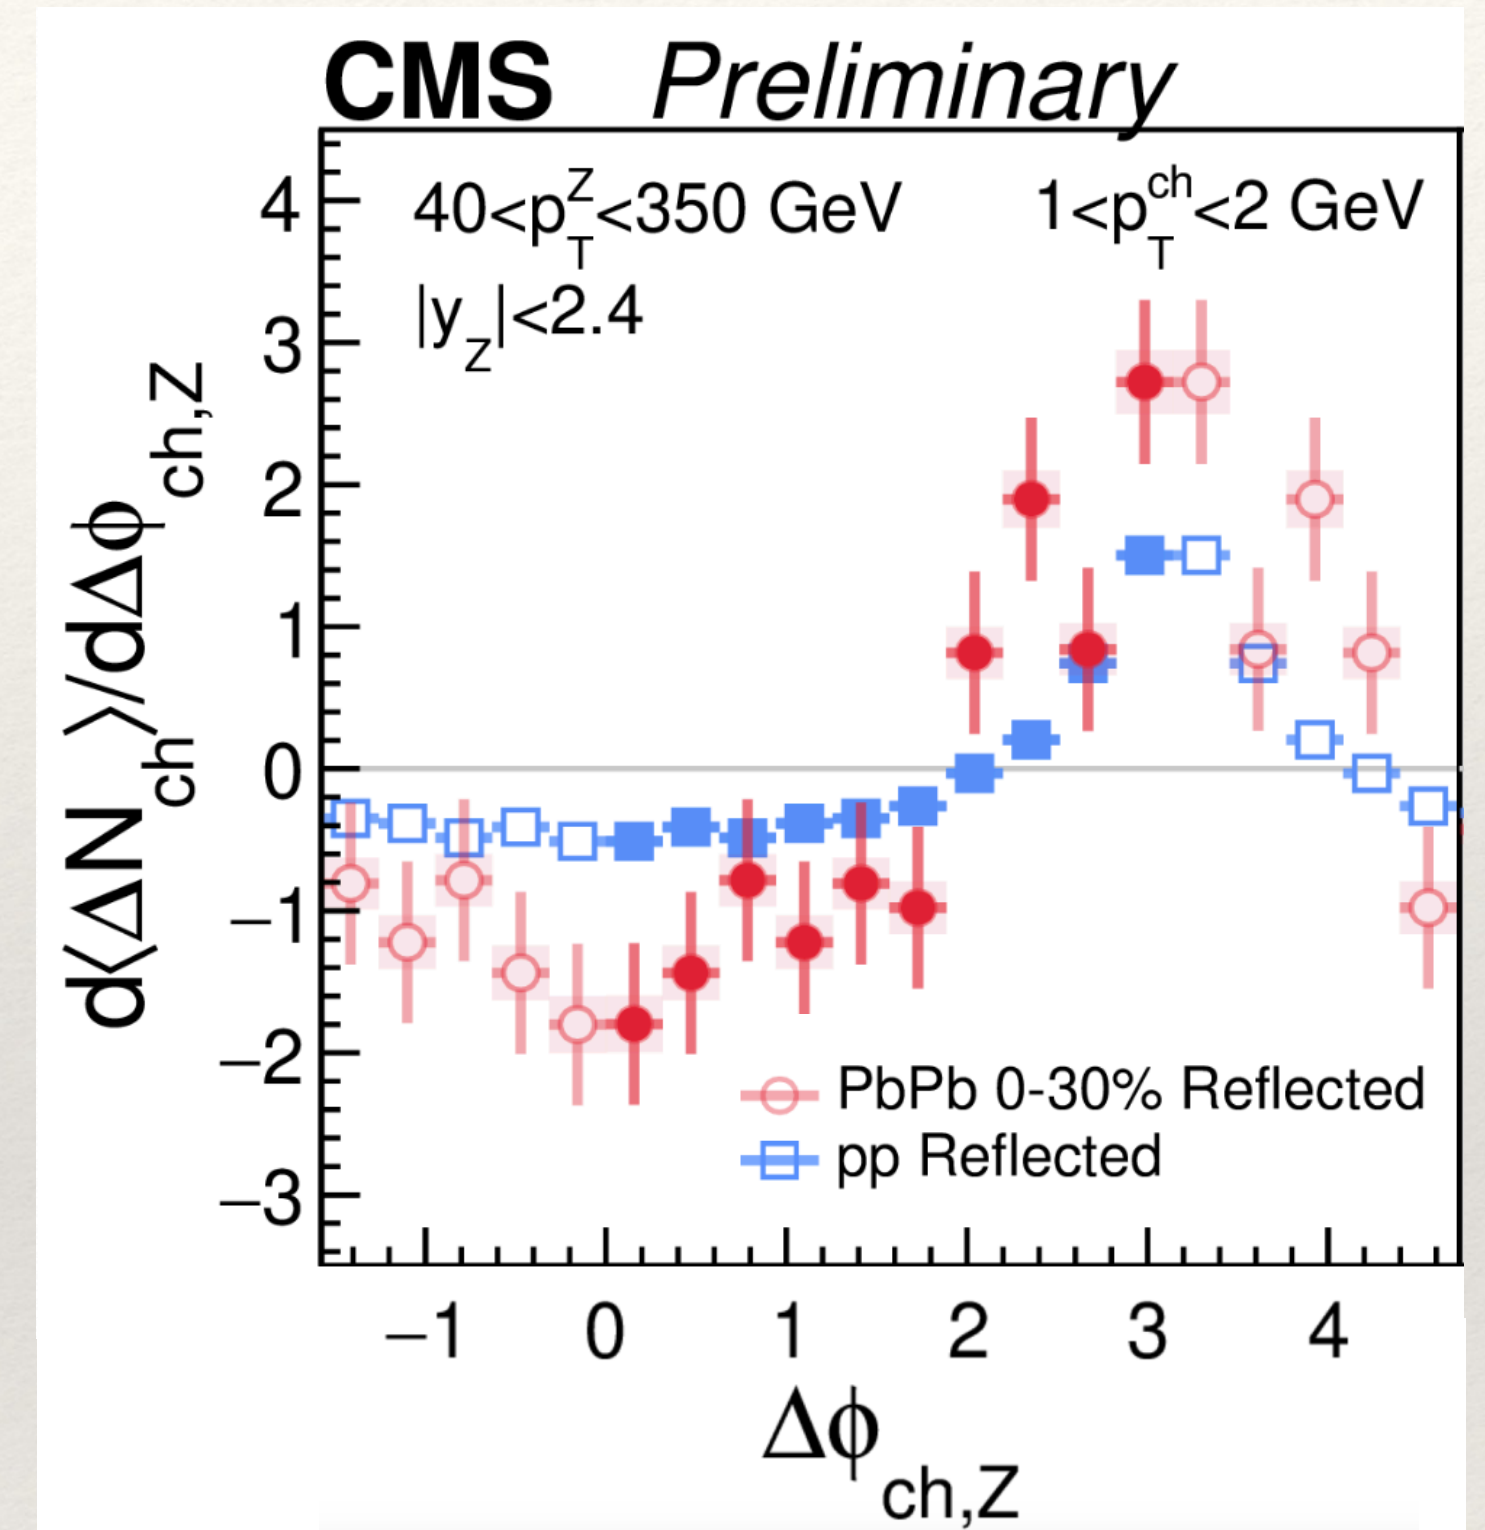 CMS Preliminary
40<p_T^Z<350 GeV
1<p_T^ch<2 GeV
|y_Z|<2.4
d⟨ΔN_ch⟩/dΔϕ_ch,Z
4
3
2
1
0
−1
−2
−3
PbPb 0-30% Reflected
pp Reflected
−1 0 1 2 3 4
Δϕ_ch,Z